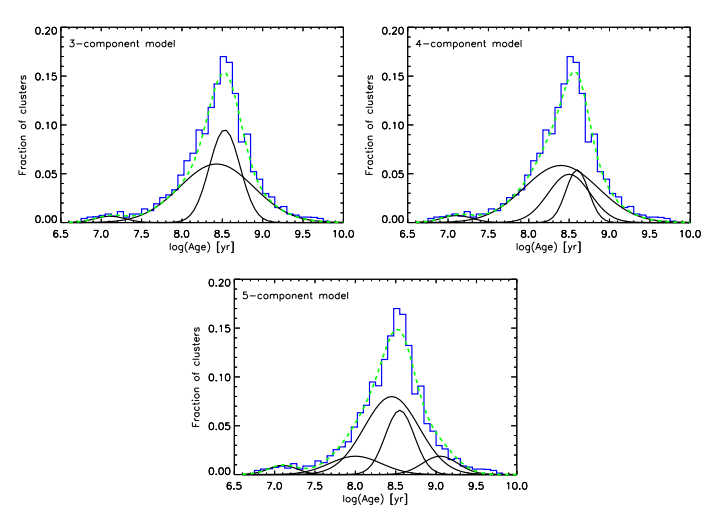 3-component model
0.20
0.15
0.10
0.05
0.00
Fraction of clusters
6.5 7.0 7.5 8.0 8.5 9.0 9.5 10.0
log(Age) [yr]
4-component model
0.20
0.15
0.10
0.05
0.00
Fraction of clusters
6.5 7.0 7.5 8.0 8.5 9.0 9.5 10.0
log(Age) [yr]
5-component model
0.20
0.15
0.10
0.05
0.00
Fraction of clusters
6.5 7.0 7.5 8.0 8.5 9.0 9.5 10.0
log(Age) [yr]